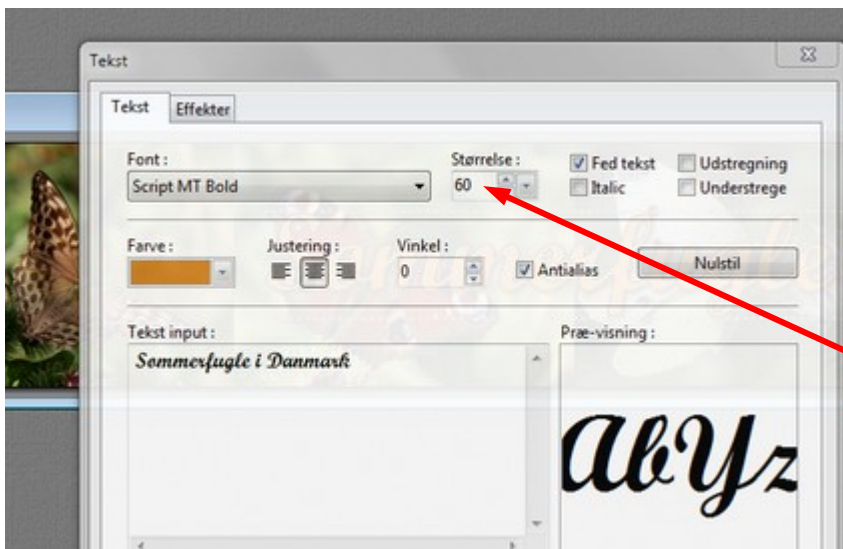 Tekst
Tekst Effekter
Font :
Størrelse :
Fed tekst
Udstregning
Script MT Bold
60
Italic
Understrege
Farve :
Justering :
Vinkel :
0
Antialias
Nulstil
Tekst input :
Præ-visning :
Sommerfugle i Danmark
AbYz